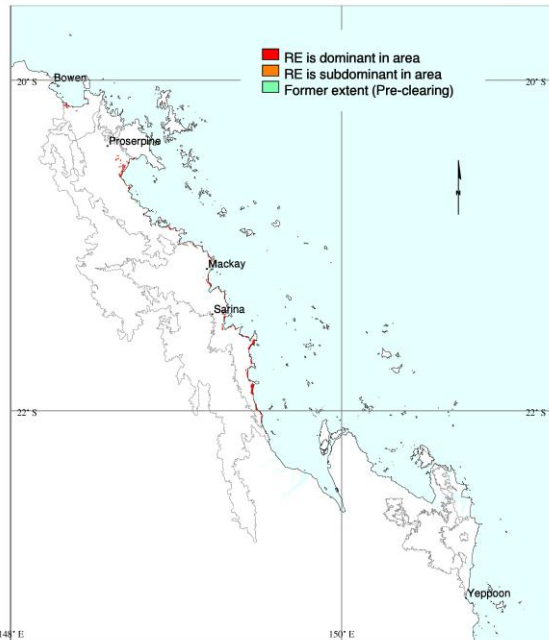 RE is dominant in area
RE is subdominant in area
Former extent (Pre-clearing)
20° S
20° S
Bowen
Proserpine
N
Mackay
Sarina
22° S
22° S
Yeppoon
148° E
150° E